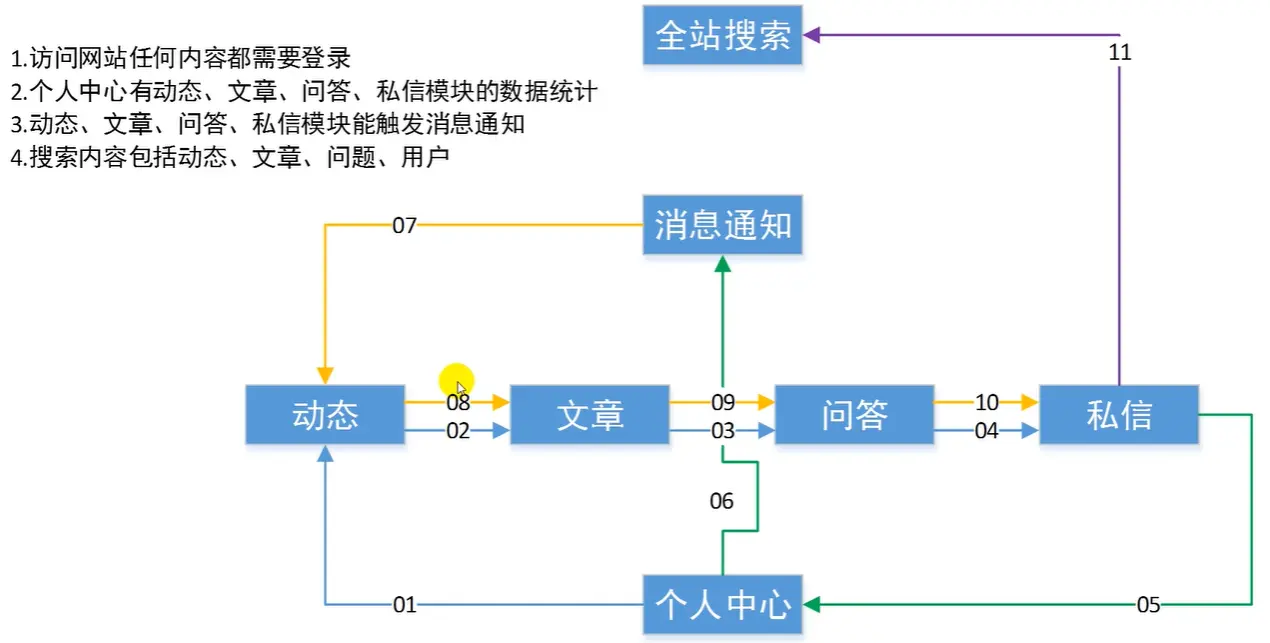 全站搜索
11
1.访问网站任何内容都需要登录
2.个人中心有动态、文章、问答、私信模块的数据统计
3.动态、文章、问答、私信模块能触发消息通知
4.搜索内容包括动态、文章、问题、用户
07
消息通知
动态
08
02
文章
09
03
问答
10
04
私信
06
01
个人中心
05